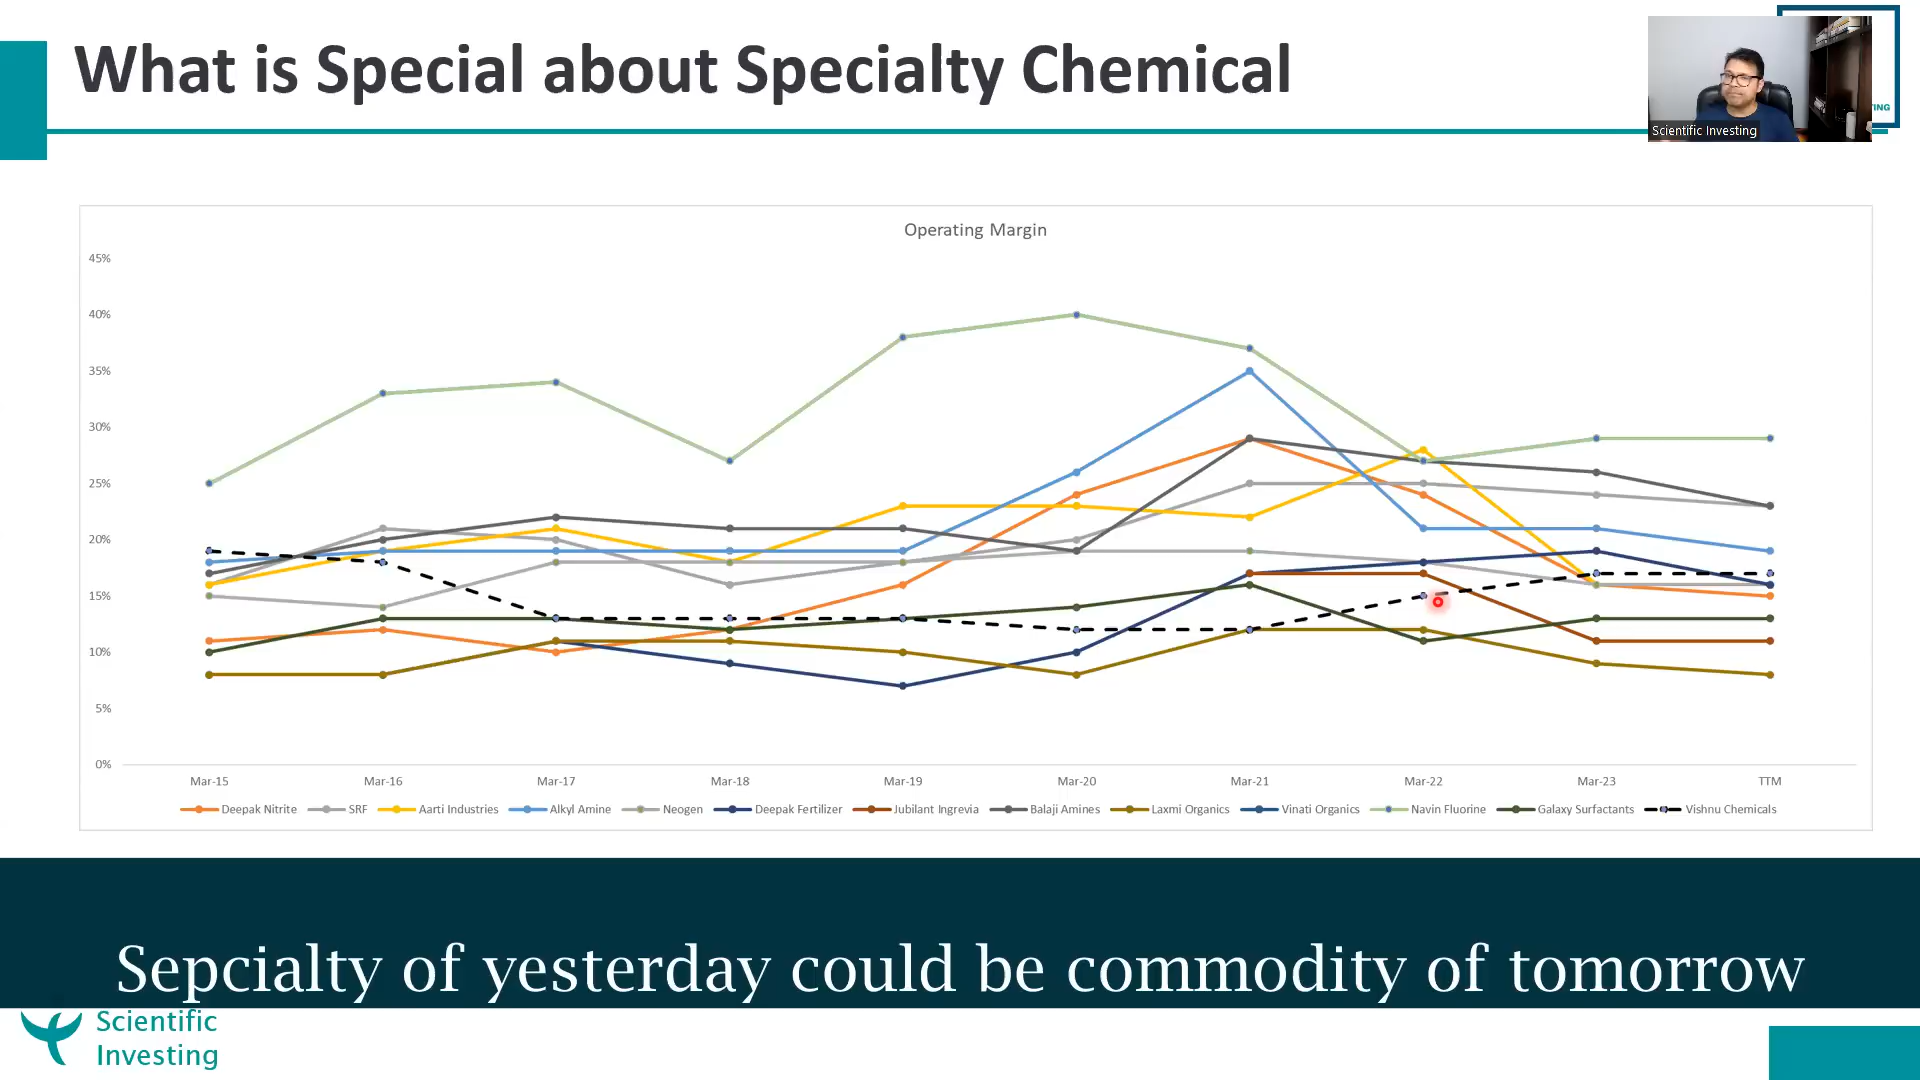 What is Special about Specialty Chemical
ING
Scientific Investing
Operating Margin
45%
40%
35%
30%
25%
20%
15%
10%
5%
0%
Mar-15 Mar-16 Mar-17 Mar-18 Mar-19 Mar-20 Mar-21 Mar-22 Mar-23 TTM
Deepak Nitrite SRF Aarti Industries Alkyl Amine Neogen Deepak Fertilizer Jubilant Ingrevia Balaji Amines Laxmi Organics Vinati Organics Navin Fluorine Galaxy Surfactants Vishnu Chemicals
Sepcialty of yesterday could be commodity of tomorrow
Scientific
Investing